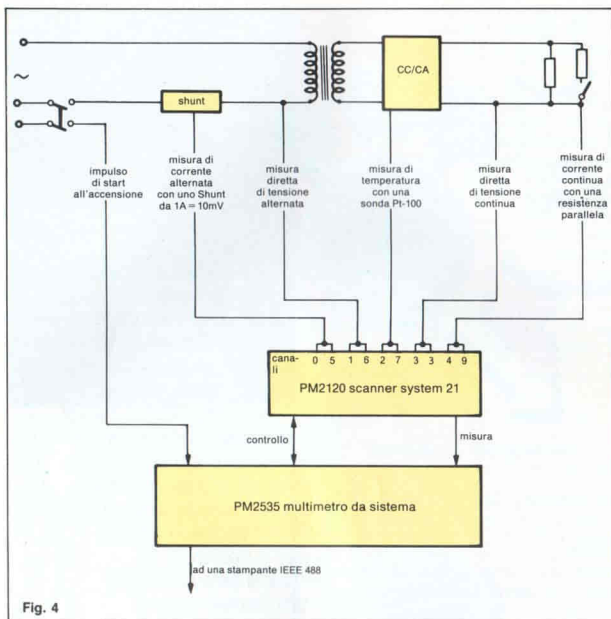 ~
shunt
CC/CA
impulso
di start
all'accensione
misura di
corrente
alternata
con uno Shunt
da 1A = 10mV
misura
diretta
di tensione
alternata
misura di
temperatura
con una
sonda Pt-100
misura
diretta
di tensione
continua
misura di
corrente
continua
con una
resistenza
parallela
cana-
li
0 5 1 6 2 7 3 3 4 9
PM2120 scanner system 21
controllo
misura
PM2535 multimetro da sistema
ad una stampante IEEE 488
Fig. 4